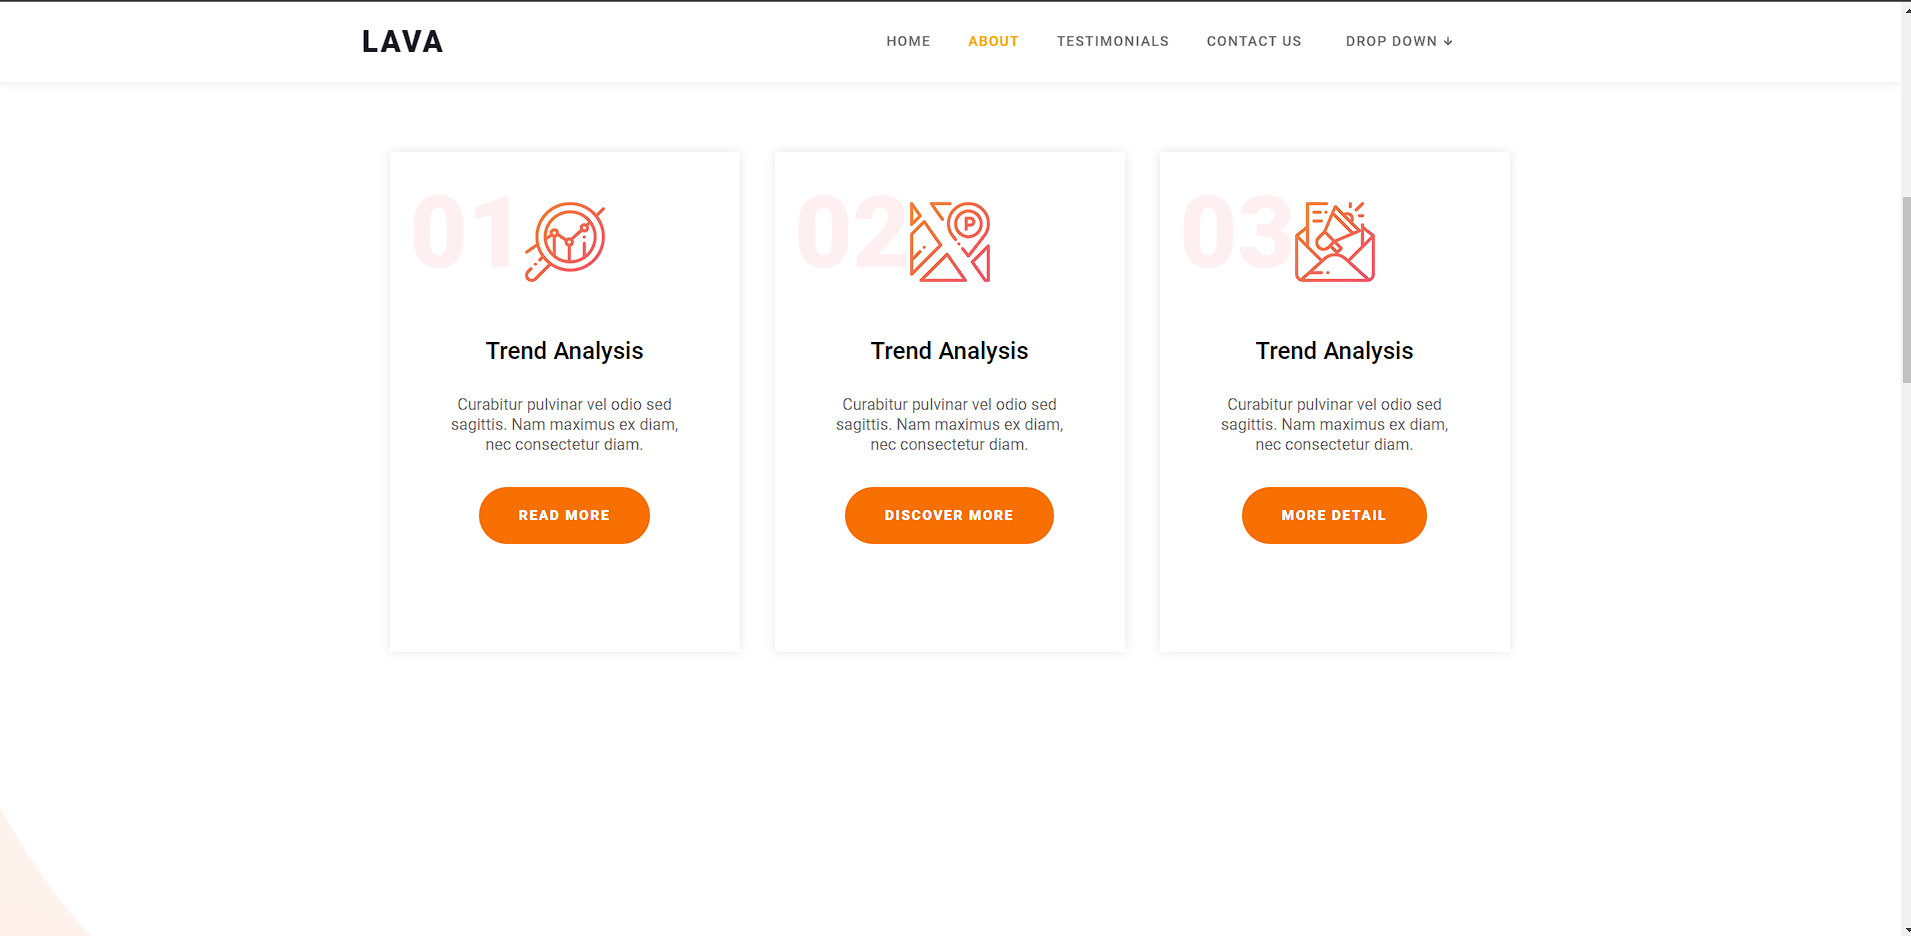 LAVA
HOME ABOUT TESTIMONIALS CONTACT US DROP DOWN ↓
01
Trend Analysis
Curabitur pulvinar vel odio sed
sagittis. Nam maximus ex diam,
nec consectetur diam.
READ MORE
02
P
Trend Analysis
Curabitur pulvinar vel odio sed
sagittis. Nam maximus ex diam,
nec consectetur diam.
DISCOVER MORE
03
Trend Analysis
Curabitur pulvinar vel odio sed
sagittis. Nam maximus ex diam,
nec consectetur diam.
MORE DETAIL